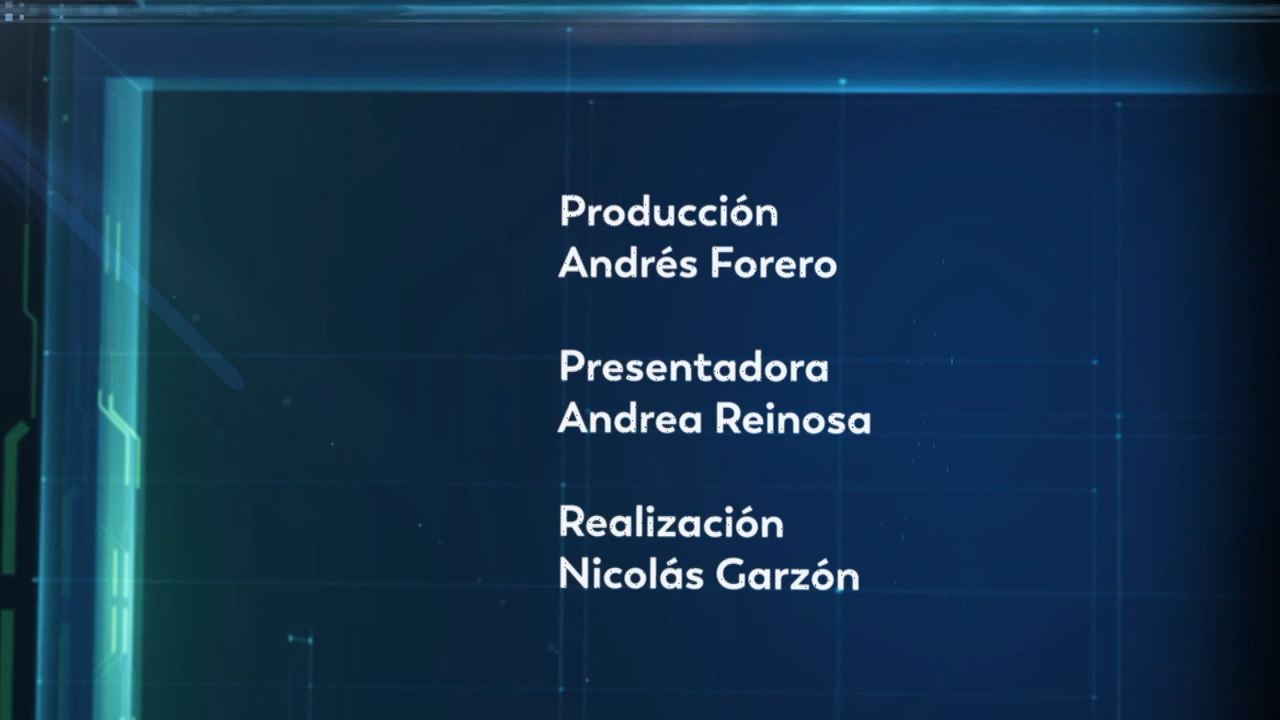 Producción
Andrés Forero
Presentadora
Andrea Reinosa
Realización
Nicolás Garzón